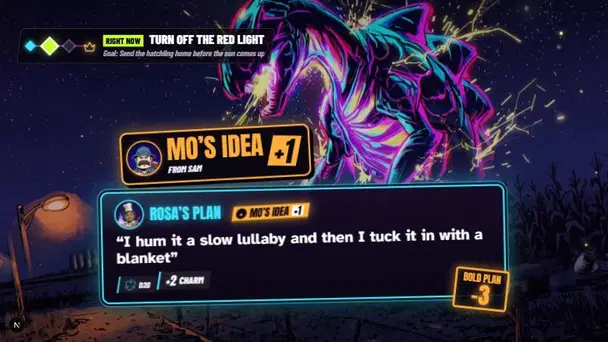 RIGHT NOW TURN OFF THE RED LIGHT
Goal: Send the hatchling home before the sun comes up
MO'S IDEA +1
FROM SAM
ROSA'S PLAN MO'S IDEA +1
“I hum it a slow lullaby and then I tuck it in with a
blanket”
D20 +2 CHARM
BOLD PLAN
-3
N